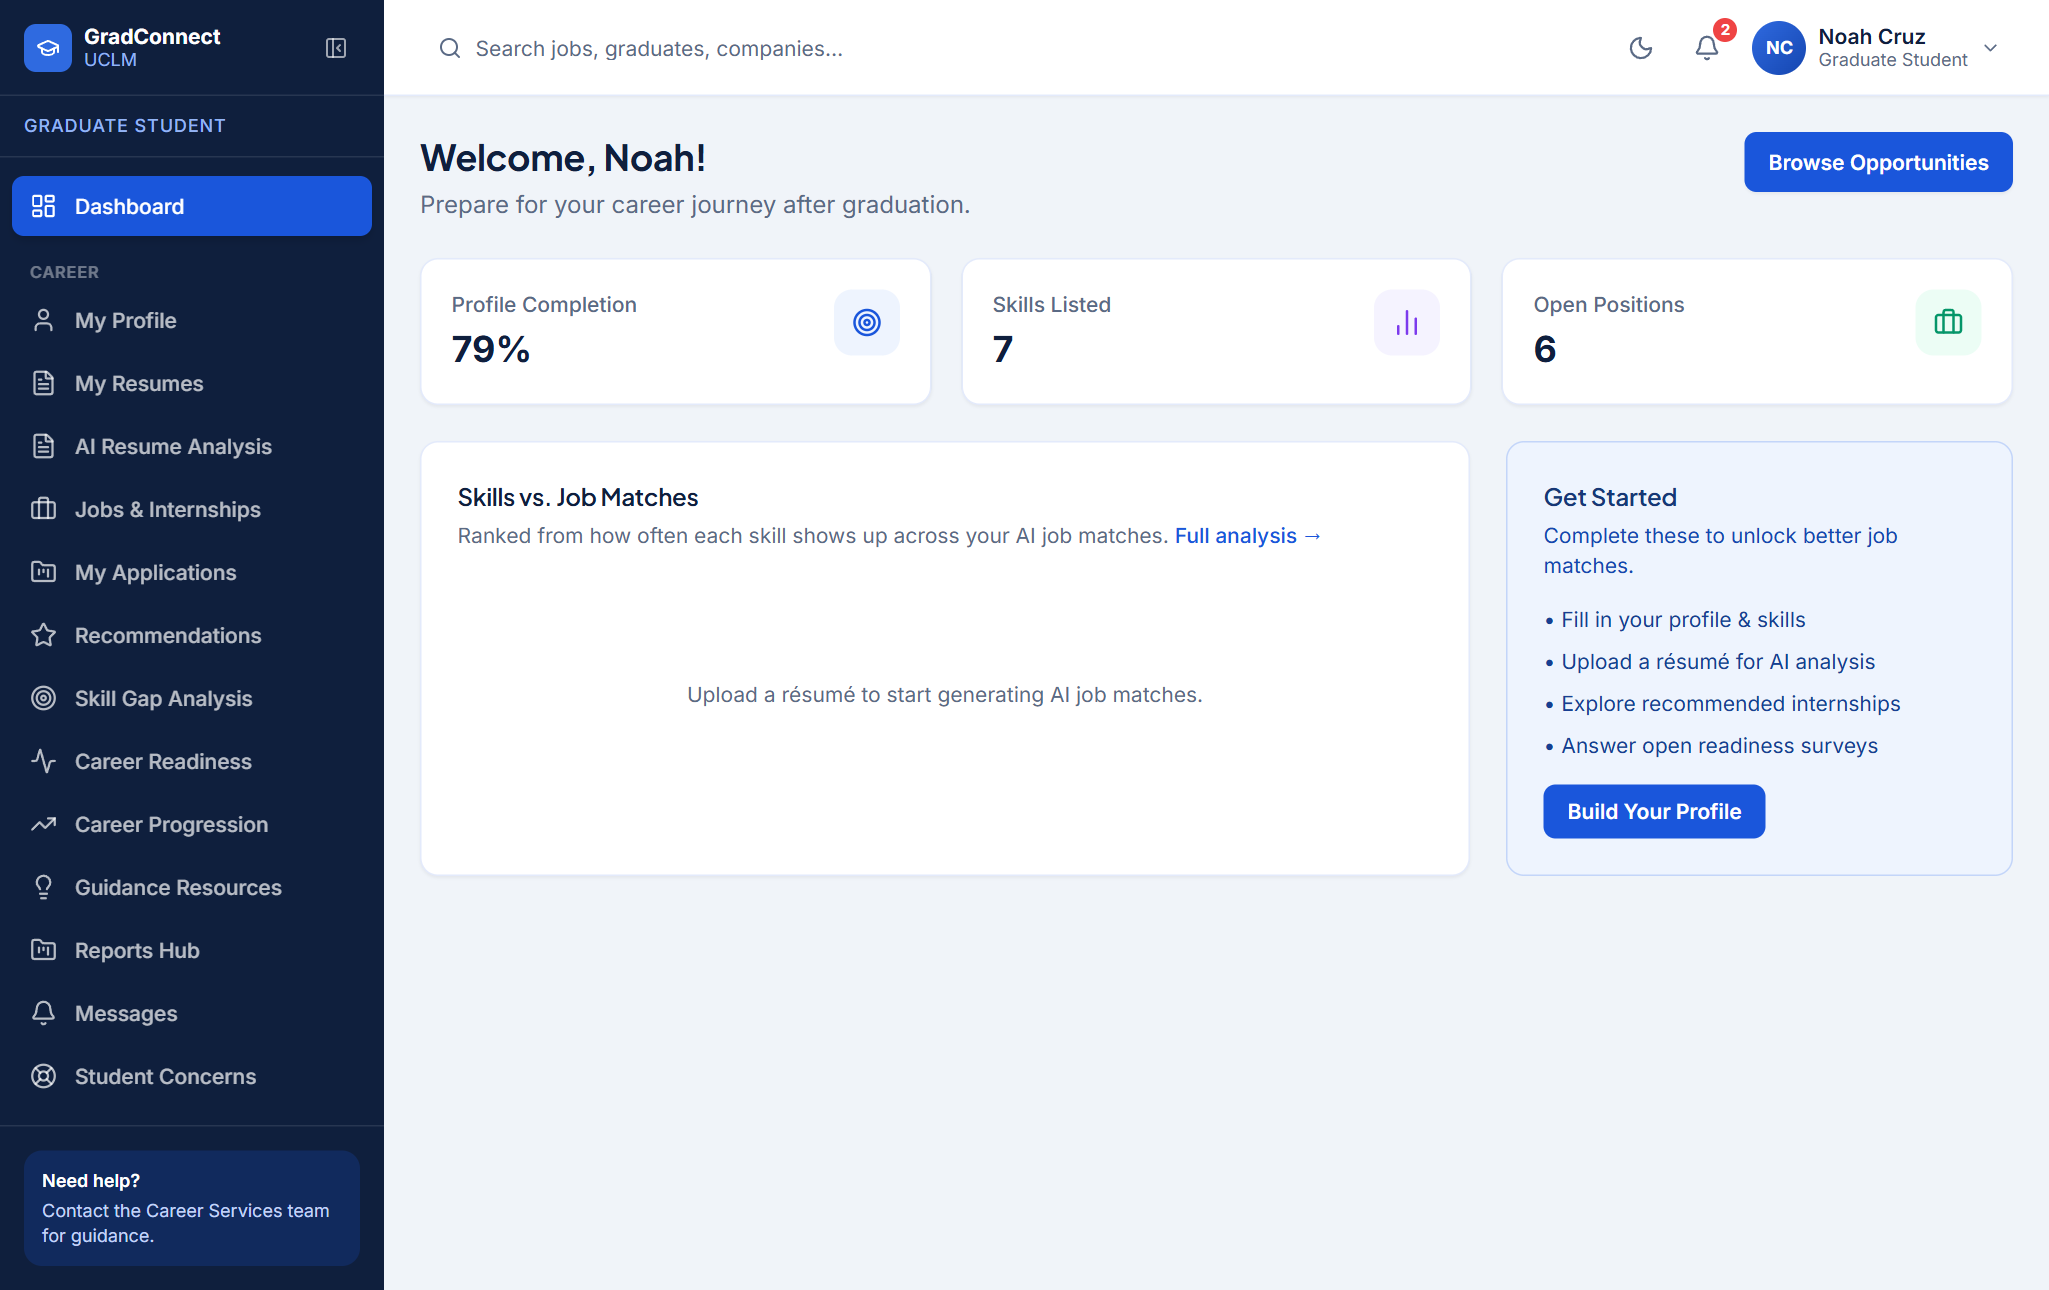 GradConnect
UCLM
GRADUATE STUDENT
Dashboard
CAREER
My Profile
My Resumes
AI Resume Analysis
Jobs & Internships
My Applications
Recommendations
Skill Gap Analysis
Career Readiness
Career Progression
Guidance Resources
Reports Hub
Messages
Student Concerns
Need help?
Contact the Career Services team
for guidance.
Search jobs, graduates, companies...
2
NC
Noah Cruz
Graduate Student
Welcome, Noah!
Prepare for your career journey after graduation.
Browse Opportunities
Profile Completion
79%
Skills Listed
7
Open Positions
6
Skills vs. Job Matches
Ranked from how often each skill shows up across your AI job matches. Full analysis →
Upload a résumé to start generating AI job matches.
Get Started
Complete these to unlock better job
matches.
• Fill in your profile & skills
• Upload a résumé for AI analysis
• Explore recommended internships
• Answer open readiness surveys
Build Your Profile